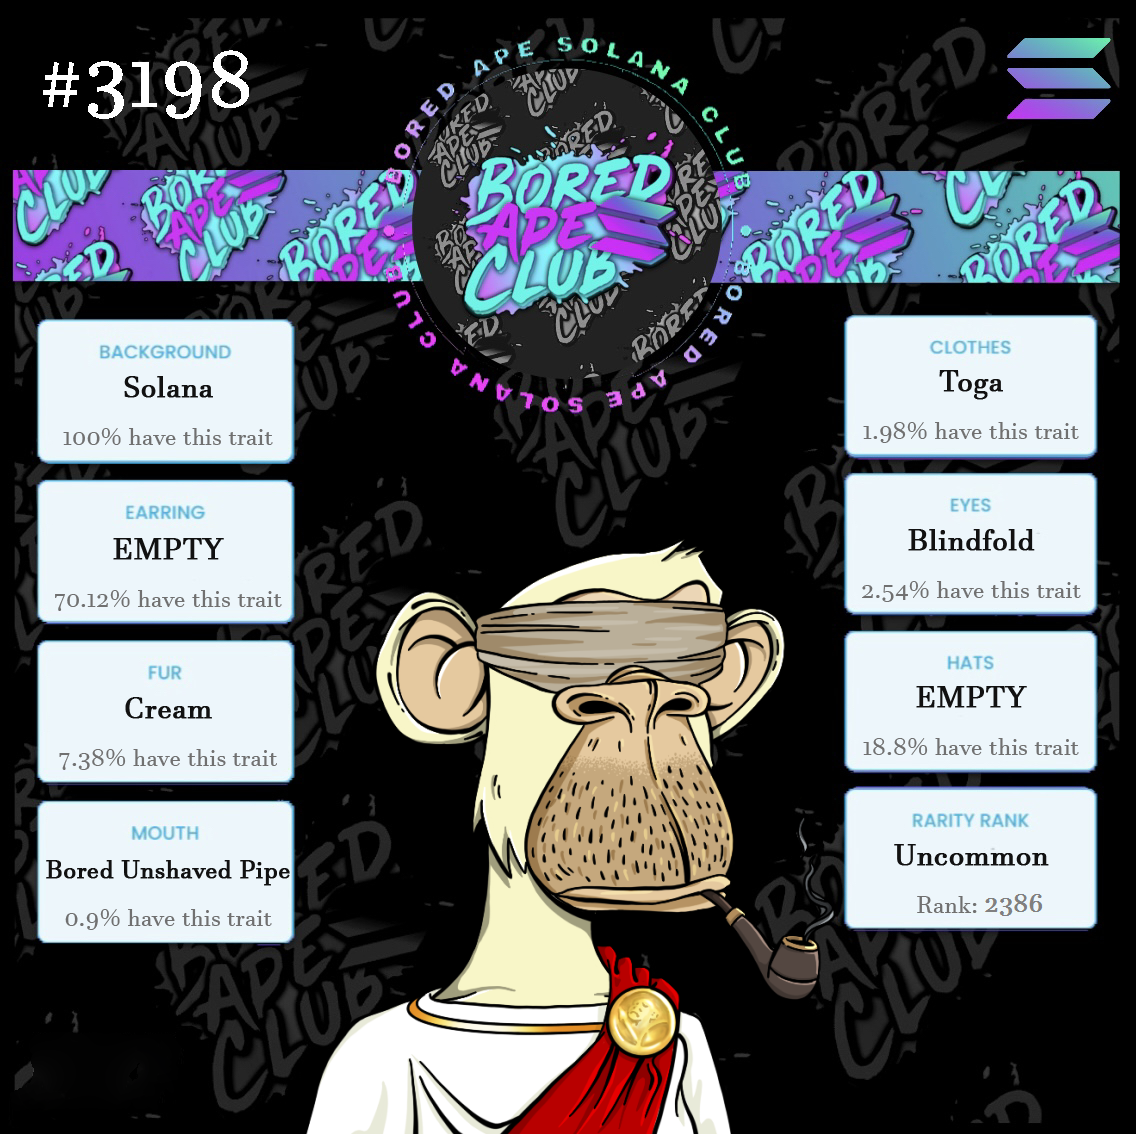 #3198
BORED APE SOLANA CLUB
BORED APE SOLANA CLUB
BORED
APE
CLUB
BACKGROUND
Solana
100% have this trait
EARRING
EMPTY
70.12% have this trait
FUR
Cream
7.38% have this trait
MOUTH
Bored Unshaved Pipe
0.9% have this trait
CLOTHES
Toga
1.98% have this trait
EYES
Blindfold
2.54% have this trait
HATS
EMPTY
18.8% have this trait
RARITY RANK
Uncommon
Rank: 2386